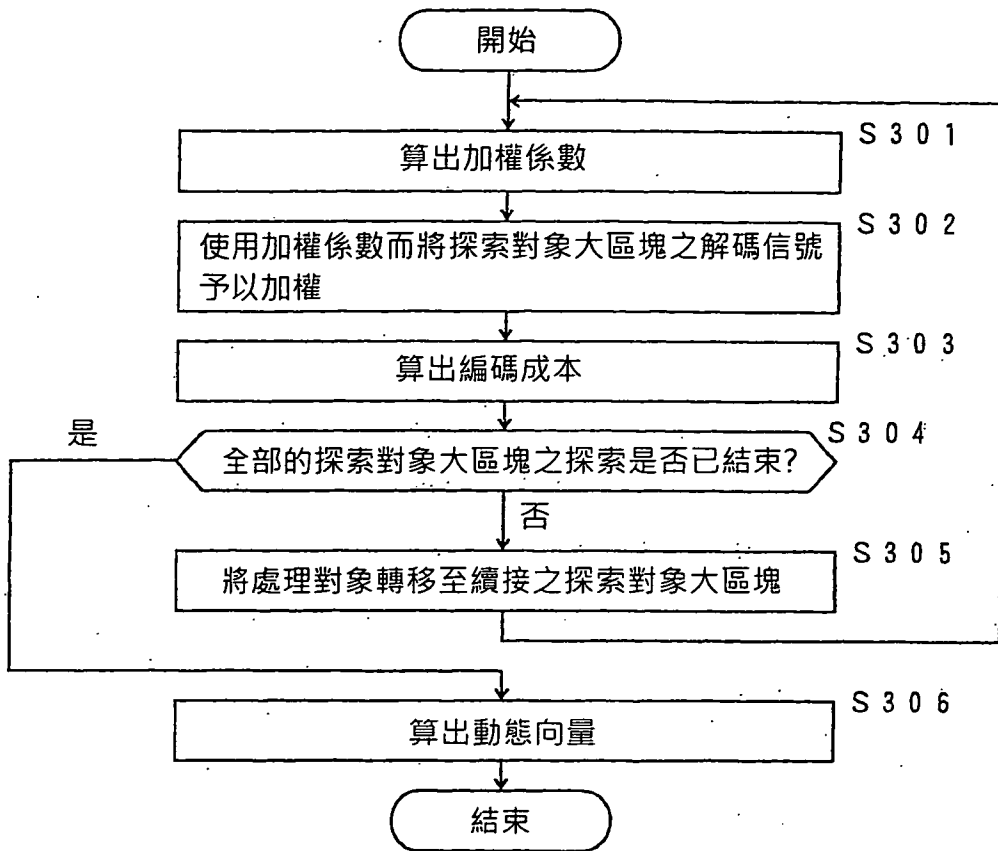 開始
S301
算出加權係數
S302
使用加權係數而將探索對象大區塊之解碼信號
予以加權
S303
算出編碼成本
是
S304
全部的探索對象大區塊之探索是否已結束?
否
S305
將處理對象轉移至續接之探索對象大區塊
S306
算出動態向量
結束